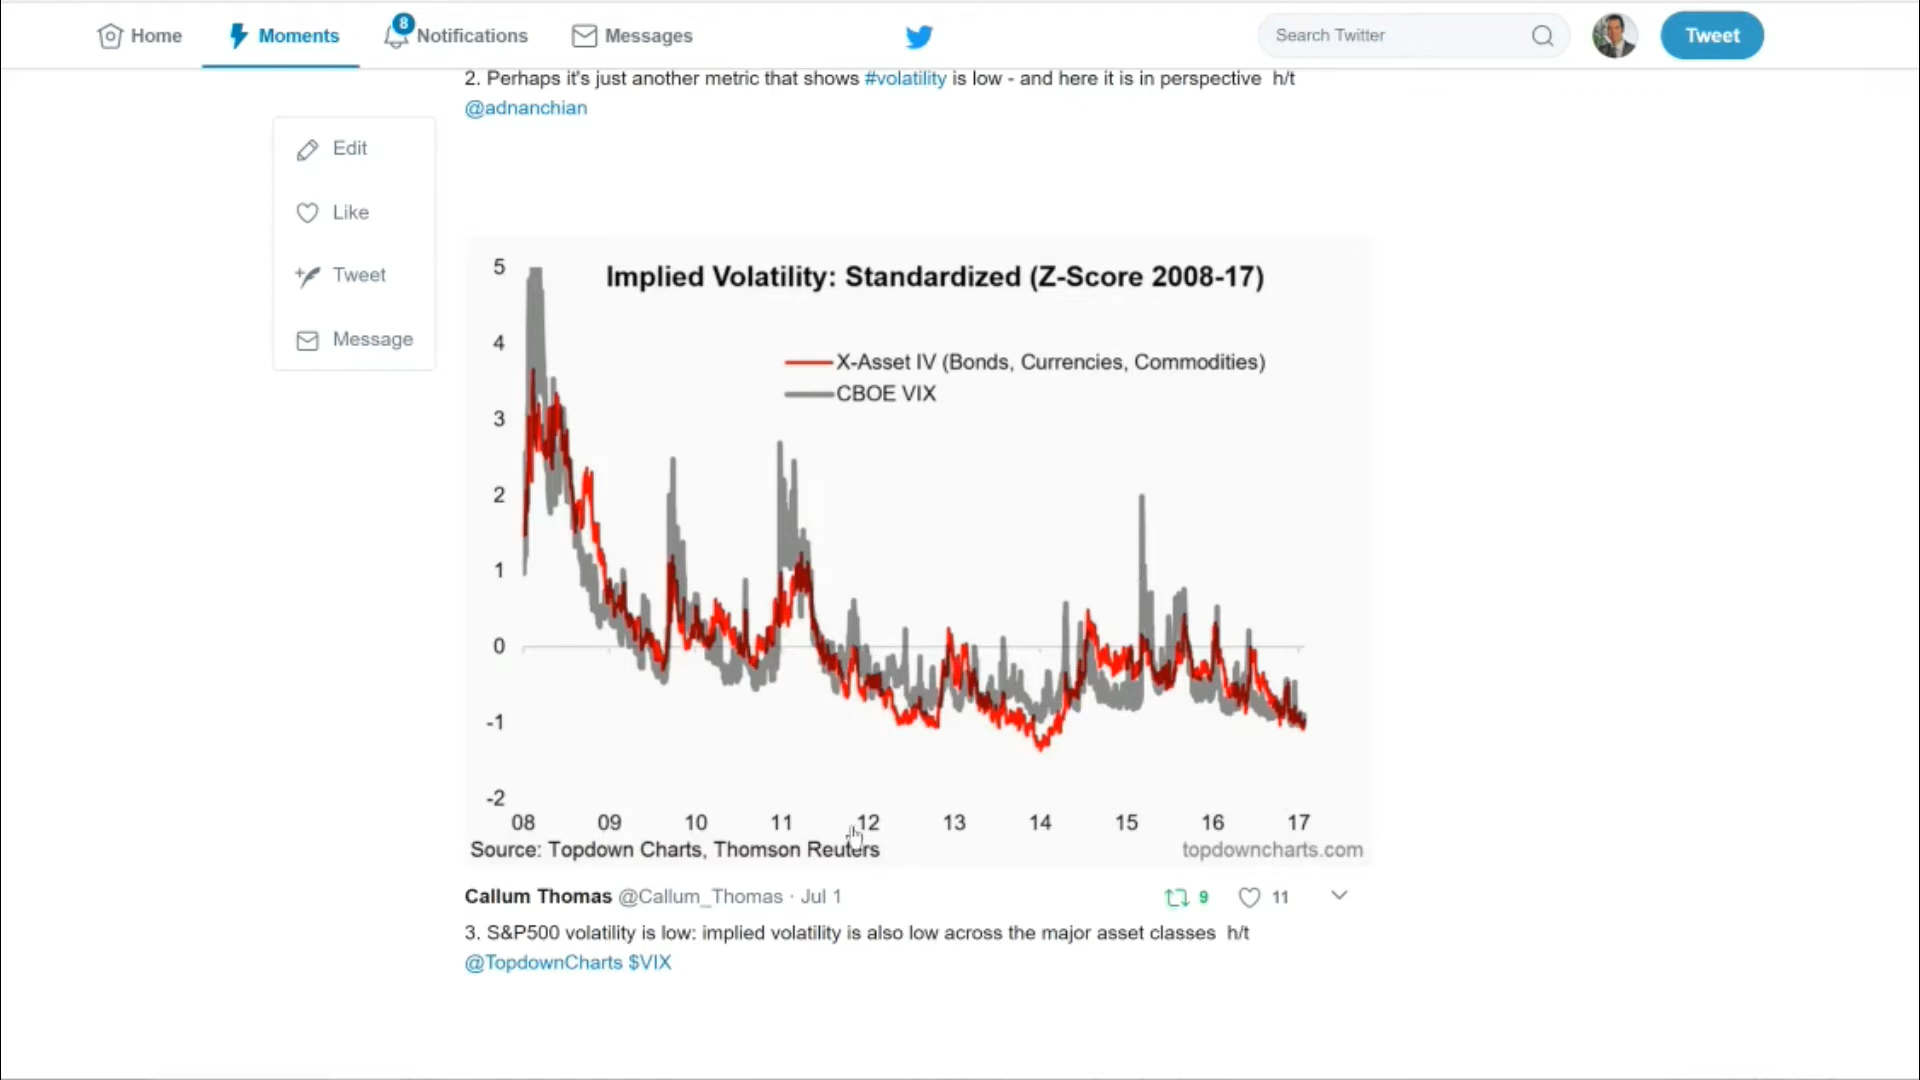 Home
Moments
8
Notifications
Messages
Search Twitter
Tweet
2. Perhaps it's just another metric that shows #volatility is low - and here it is in perspective h/t
@adnanchian
Edit
Like
Tweet
Message
Implied Volatility: Standardized (Z-Score 2008-17)
X-Asset IV (Bonds, Currencies, Commodities)
CBOE VIX
5
4
3
2
1
0
-1
-2
08 09 10 11 12 13 14 15 16 17
Source: Topdown Charts, Thomson Reuters
topdowncharts.com
Callum Thomas @Callum_Thomas · Jul 1
9
11
3. S&P500 volatility is low: implied volatility is also low across the major asset classes h/t
@TopdownCharts $VIX